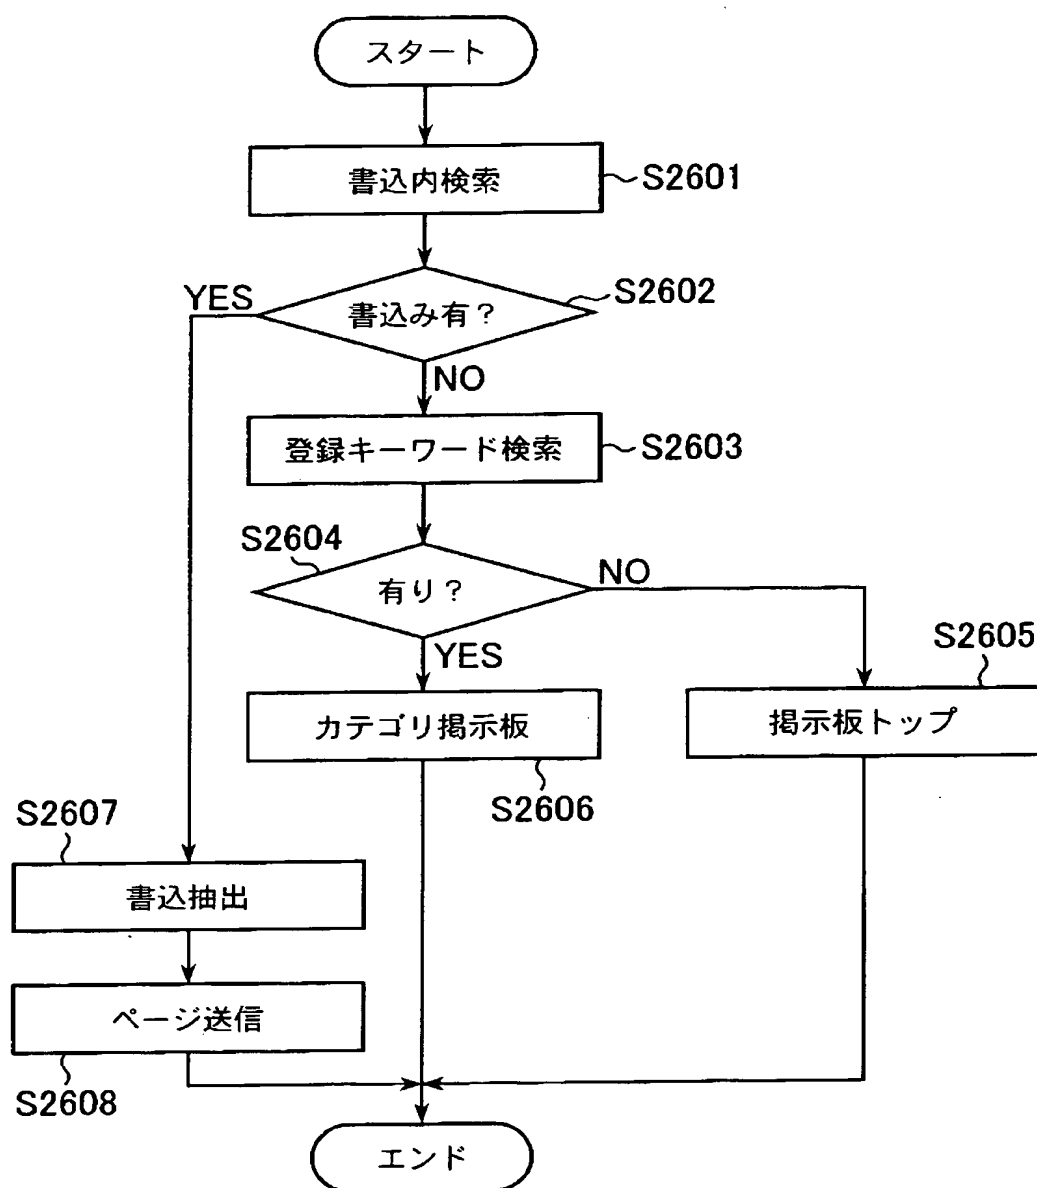 スタート
書込内検索
S2601
書込み有？
S2602
YES
NO
登録キーワード検索
S2603
S2604
有り？
NO
YES
S2605
カテゴリ掲示板
掲示板トップ
S2606
S2607
書込抽出
ページ送信
S2608
エンド